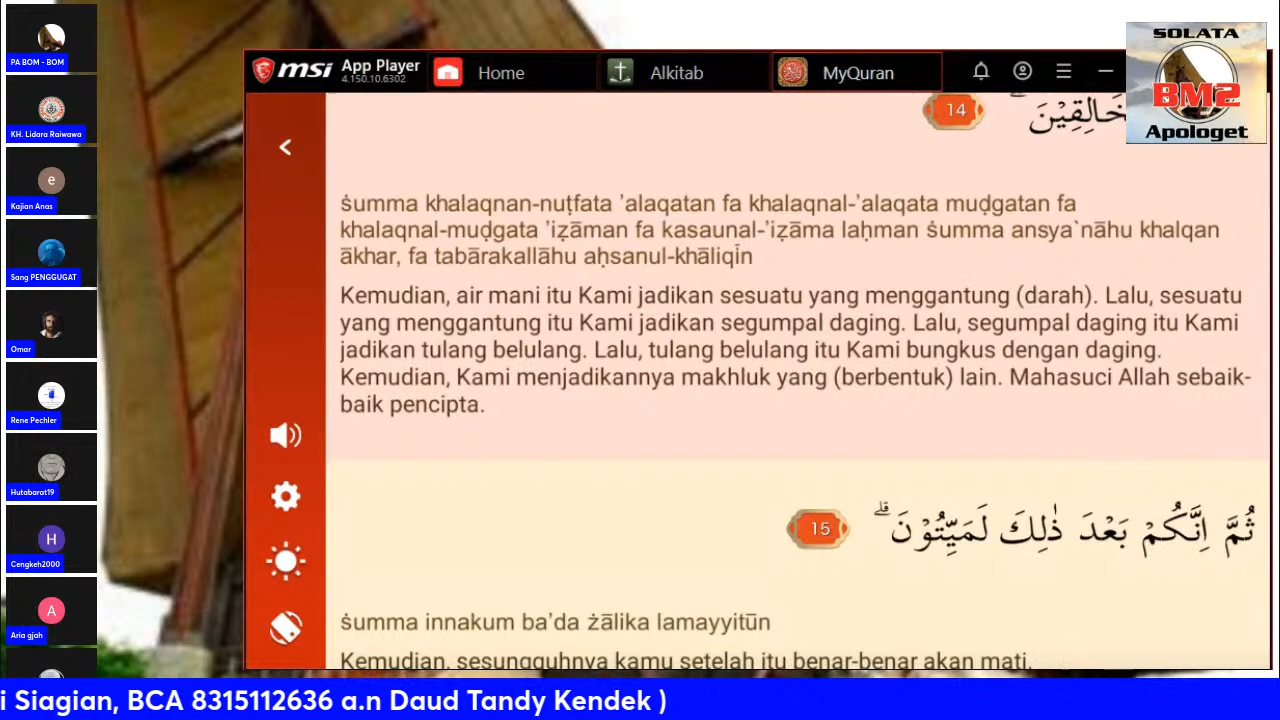 PA BOM - BOM
KH. Lidara Raiwawa
e
Kajian Anas
Sang PENGGUGAT
Omar
Rene Pechler
Hutabarat19
H
Cengkeh2000
A
Aria gjah
msi App Player
4.150.10.6302
Home
Alkitab
MyQuran
SOLATA
BM2
Apologet
14
خَالِقِيْنَ
ṡumma khalaqnan-nuṭfata 'alaqatan fa khalaqnal-'alaqata muḍgatan fa
khalaqnal-muḍgata 'iẓāman fa kasaunal-'iẓāma laḥman ṡumma ansya`nāhu khalqan
ākhar, fa tabārakallāhu aḥsanul-khāliqīn
Kemudian, air mani itu Kami jadikan sesuatu yang menggantung (darah). Lalu, sesuatu
yang menggantung itu Kami jadikan segumpal daging. Lalu, segumpal daging itu Kami
jadikan tulang belulang. Lalu, tulang belulang itu Kami bungkus dengan daging.
Kemudian, Kami menjadikannya makhluk yang (berbentuk) lain. Mahasuci Allah sebaik-
baik pencipta.
ثُمَّ اِنَّكُمْ بَعْدَ ذٰلِكَ لَمَيِّتُوْنَ ۗ
15
ṡumma innakum ba'da żālika lamayyitūn
Kemudian, sesungguhnya kamu setelah itu benar-benar akan mati.
i Siagian, BCA 8315112636 a.n Daud Tandy Kendek )